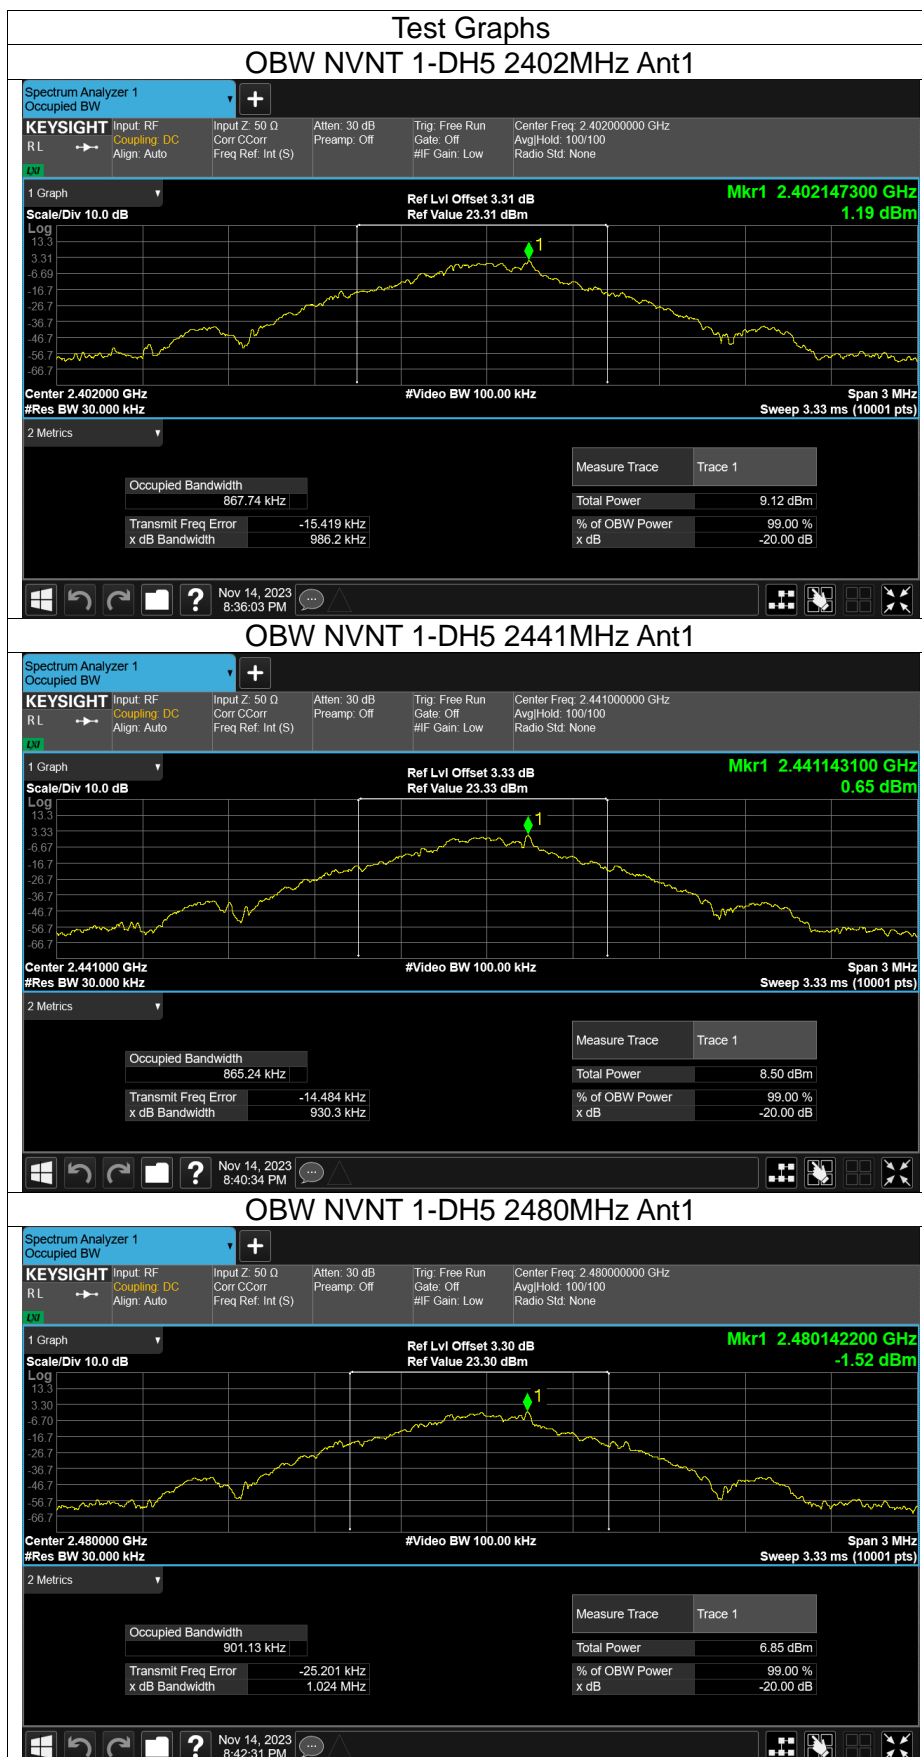 Test Graphs
OBW NVNT 1-DH5 2402MHz Ant1
Spectrum Analyzer 1
Occupied BW
KEYSIGHT Input: RF Input Z: 50 Ω Atten: 30 dB Trig: Free Run Center Freq: 2.402000000 GHz
RL Coupling: DC Corr CCorr Preamp: Off Gate: Off Avg|Hold: 100/100
Align: Auto Freq Ref: Int (S) #IF Gain: Low Radio Std: None
LXI
1 Graph Ref Lvl Offset 3.31 dB Mkr1 2.402147300 GHz
Scale/Div 10.0 dB Ref Value 23.31 dBm 1.19 dBm
Log
13.3
1
3.31
-6.69
-16.7
-26.7
-36.7
-46.7
-56.7
-66.7
Center 2.402000 GHz #Video BW 100.00 kHz Span 3 MHz
#Res BW 30.000 kHz Sweep 3.33 ms (10001 pts)
2 Metrics
Measure Trace Trace 1
Occupied Bandwidth
867.74 kHz Total Power 9.12 dBm
Transmit Freq Error -15.419 kHz % of OBW Power 99.00 %
x dB Bandwidth 986.2 kHz x dB -20.00 dB
? Nov 14, 2023
8:36:03 PM
OBW NVNT 1-DH5 2441MHz Ant1
Spectrum Analyzer 1
Occupied BW
KEYSIGHT Input: RF Input Z: 50 Ω Atten: 30 dB Trig: Free Run Center Freq: 2.441000000 GHz
RL Coupling: DC Corr CCorr Preamp: Off Gate: Off Avg|Hold: 100/100
Align: Auto Freq Ref: Int (S) #IF Gain: Low Radio Std: None
LXI
1 Graph Ref Lvl Offset 3.33 dB Mkr1 2.441143100 GHz
Scale/Div 10.0 dB Ref Value 23.33 dBm 0.65 dBm
Log
13.3
1
3.33
-6.67
-16.7
-26.7
-36.7
-46.7
-56.7
-66.7
Center 2.441000 GHz #Video BW 100.00 kHz Span 3 MHz
#Res BW 30.000 kHz Sweep 3.33 ms (10001 pts)
2 Metrics
Measure Trace Trace 1
Occupied Bandwidth
865.24 kHz Total Power 8.50 dBm
Transmit Freq Error -14.484 kHz % of OBW Power 99.00 %
x dB Bandwidth 930.3 kHz x dB -20.00 dB
? Nov 14, 2023
8:40:34 PM
OBW NVNT 1-DH5 2480MHz Ant1
Spectrum Analyzer 1
Occupied BW
KEYSIGHT Input: RF Input Z: 50 Ω Atten: 30 dB Trig: Free Run Center Freq: 2.480000000 GHz
RL Coupling: DC Corr CCorr Preamp: Off Gate: Off Avg|Hold: 100/100
Align: Auto Freq Ref: Int (S) #IF Gain: Low Radio Std: None
LXI
1 Graph Ref Lvl Offset 3.30 dB Mkr1 2.480142200 GHz
Scale/Div 10.0 dB Ref Value 23.30 dBm -1.52 dBm
Log
13.3
1
3.30
-6.70
-16.7
-26.7
-36.7
-46.7
-56.7
-66.7
Center 2.480000 GHz #Video BW 100.00 kHz Span 3 MHz
#Res BW 30.000 kHz Sweep 3.33 ms (10001 pts)
2 Metrics
Measure Trace Trace 1
Occupied Bandwidth
901.13 kHz Total Power 6.85 dBm
Transmit Freq Error -25.201 kHz % of OBW Power 99.00 %
x dB Bandwidth 1.024 MHz x dB -20.00 dB
? Nov 14, 2023
8:42:31 PM